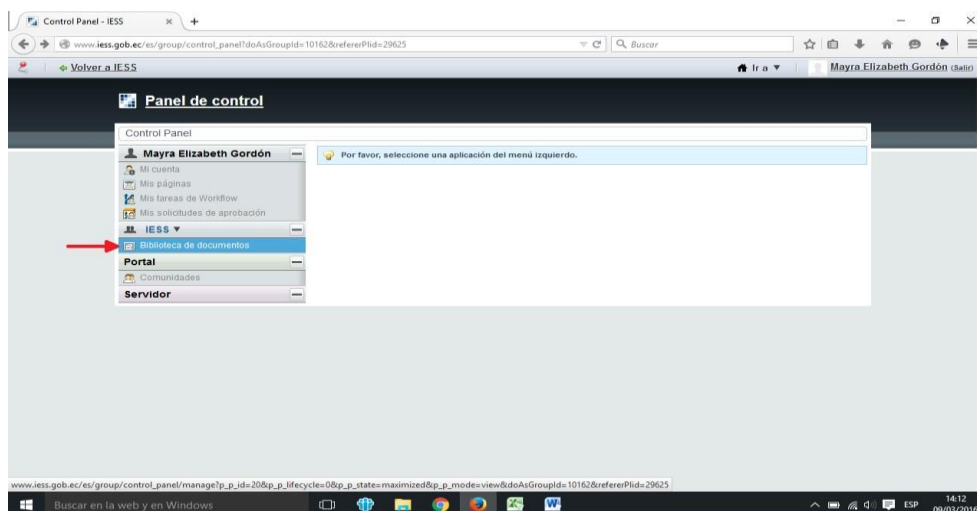 Control Panel - IESS
www.iess.gob.ec/es/group/control_panel?doAsGroupId=10162&refererPlid=29625
Buscar
Volver a IESS
Ir a
Mayra Elizabeth Gordón (Salir)
Panel de control
Control Panel
Mayra Elizabeth Gordón
Por favor, seleccione una aplicación del menú izquierdo.
Mi cuenta
Mis páginas
Mis tareas de Workflow
Mis solicitudes de aprobación
IESS
Biblioteca de documentos
Portal
Comunidades
Servidor
www.iess.gob.ec/es/group/control_panel/manage?p_p_id=20&p_p_lifecycle=0&p_p_state=maximized&p_p_mode=view&doAsGroupId=10162&refererPlid=29625
Buscar en la web y en Windows
ESP
14:12
09/03/2016